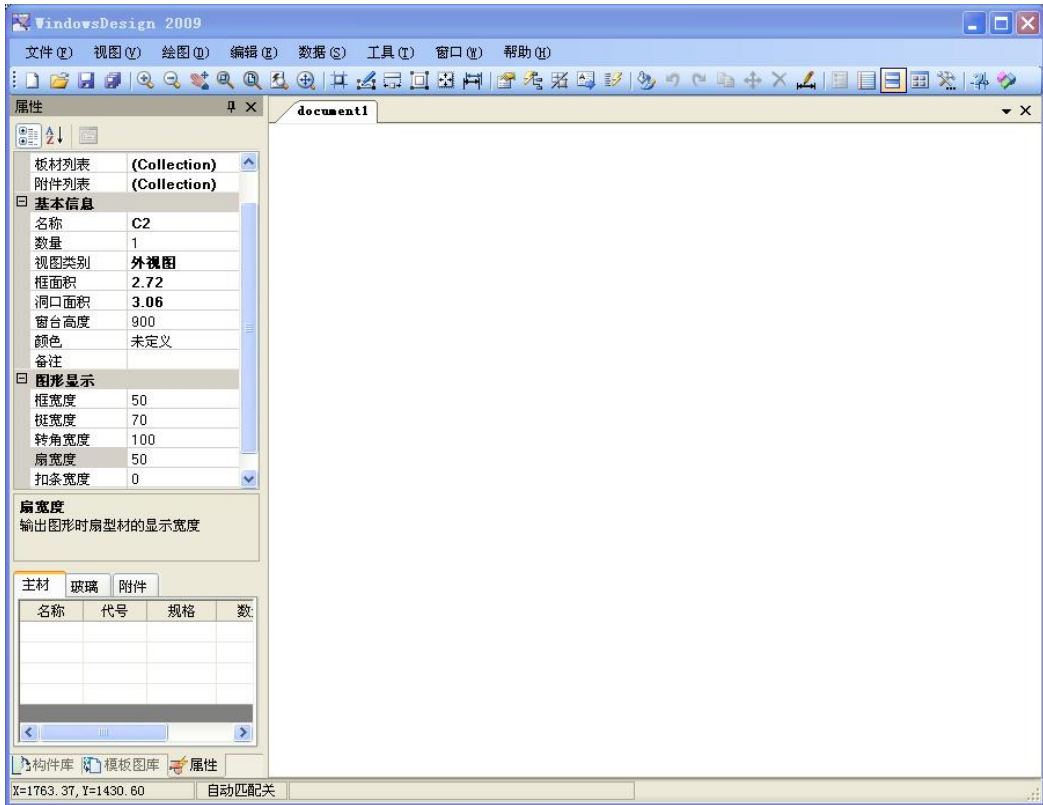 WindowsDesign 2009
文件(F) 视图(V) 绘图(D) 编辑(E) 数据(S) 工具(T) 窗口(W) 帮助(H)
属性
document1
板材列表 (Collection)
附件列表 (Collection)
基本信息
名称 C2
数量 1
视图类别 外视图
框面积 2.72
洞口面积 3.06
窗台高度 900
颜色 未定义
备注
图形显示
框宽度 50
梃宽度 70
转角宽度 100
扇宽度 50
扣条宽度 0
扇宽度
输出图形时扇型材的显示宽度
主材 玻璃 附件
名称 代号 规格 数
构件库 模板图库 属性
X=1763.37, Y=1430.60 自动匹配关